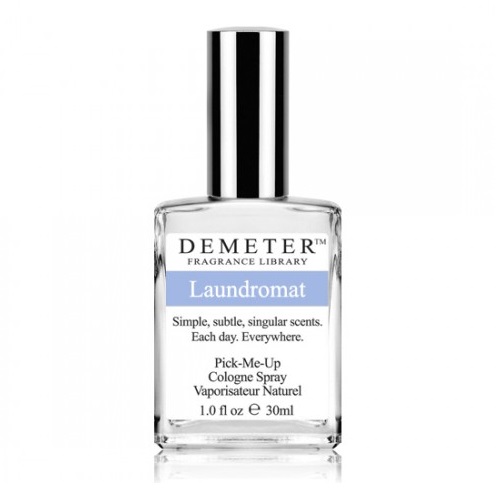 DEMETER™
FRAGRANCE LIBRARY
Laundromat
Simple, subtle, singular scents.
Each day. Everywhere.
Pick-Me-Up
Cologne Spray
Vaporisateur Naturel
1.0 fl oz ℮ 30ml